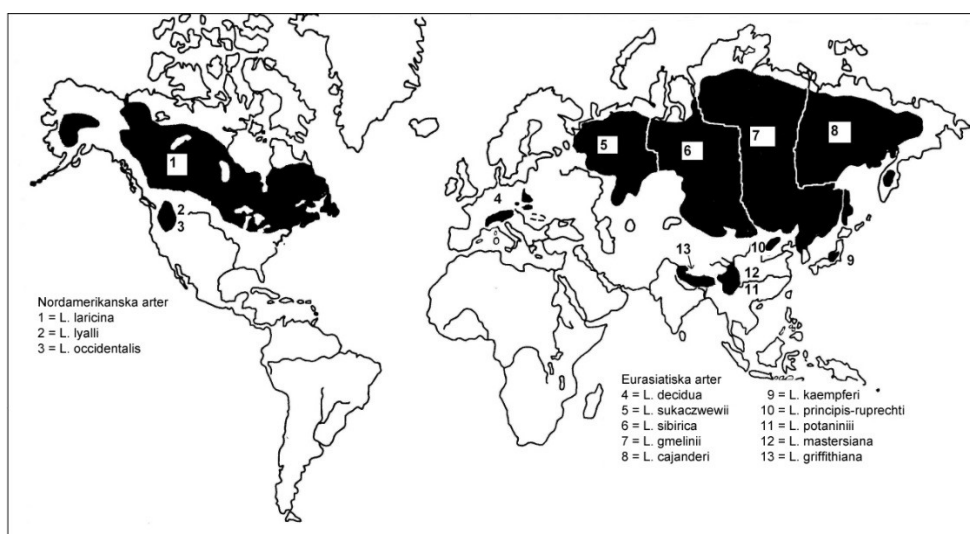 1
2
3
4
5
6
7
8
9
10
11
12
13
Nordamerikanska arter
1 = L. laricina
2 = L. lyalli
3 = L. occidentalis
Eurasiatiska arter
4 = L. decidua
5 = L. sukaczwewii
6 = L. sibirica
7 = L. gmelinii
8 = L. cajanderi
9 = L. kaempferi
10 = L. principis-ruprechti
11 = L. potaniniii
12 = L. mastersiana
13 = L. griffithiana